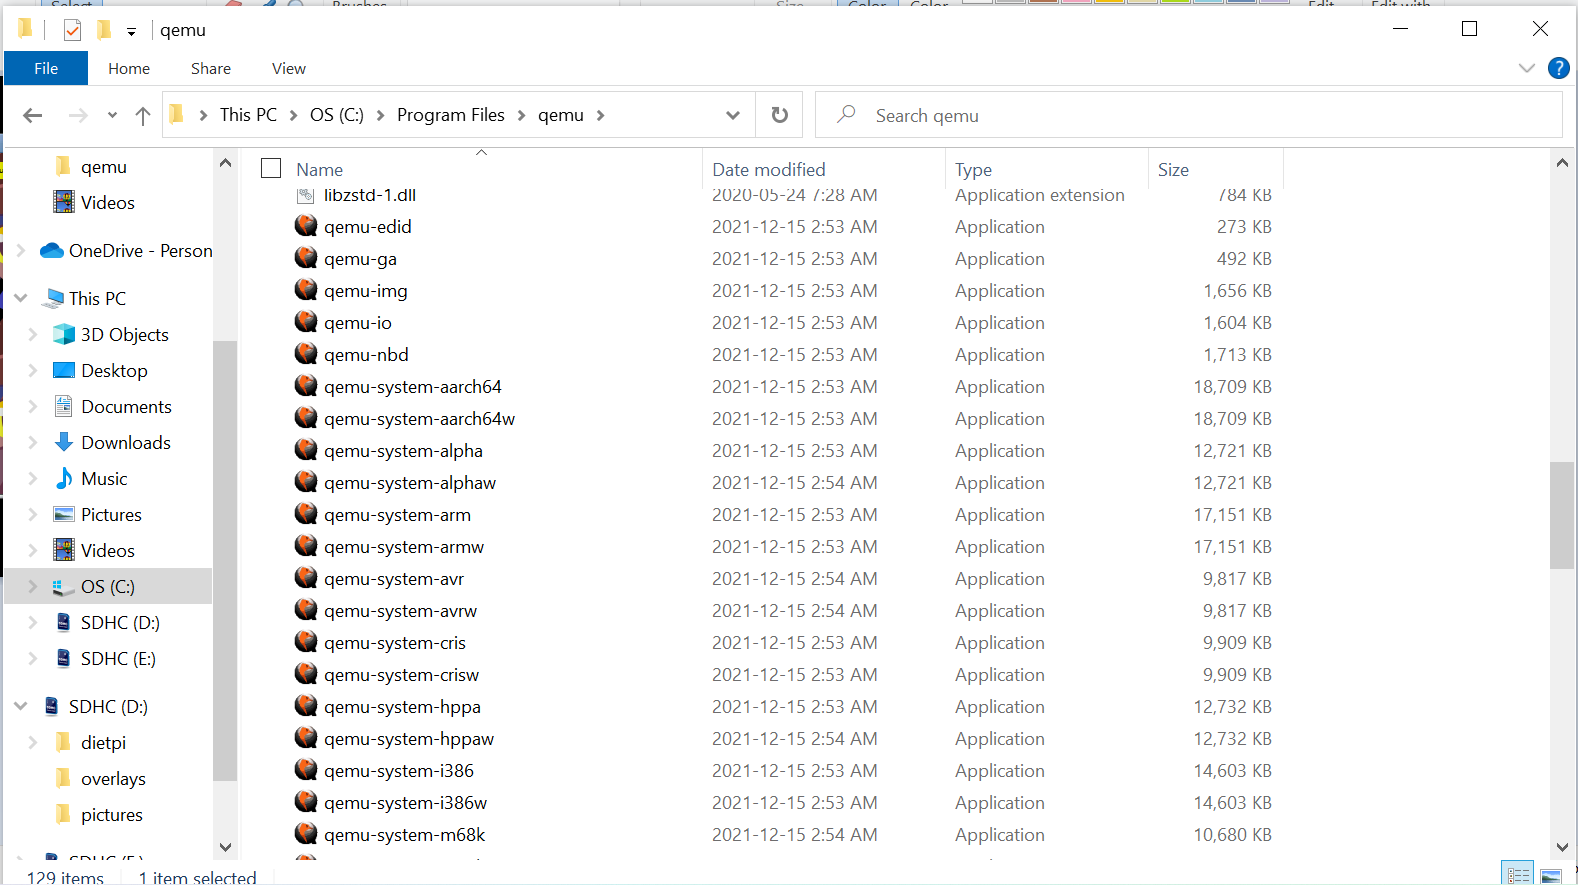 Select
Brushes
Size
Color
Color
Edit
Edit with
qemu
File Home Share View
This PC OS (C:) Program Files qemu
Search qemu
Name Date modified Type Size
libzstd-1.dll 2020-05-24 7:28 AM Application extension 784 KB
qemu-edid 2021-12-15 2:53 AM Application 273 KB
qemu-ga 2021-12-15 2:53 AM Application 492 KB
qemu-img 2021-12-15 2:53 AM Application 1,656 KB
qemu-io 2021-12-15 2:53 AM Application 1,604 KB
qemu-nbd 2021-12-15 2:53 AM Application 1,713 KB
qemu-system-aarch64 2021-12-15 2:53 AM Application 18,709 KB
qemu-system-aarch64w 2021-12-15 2:53 AM Application 18,709 KB
qemu-system-alpha 2021-12-15 2:53 AM Application 12,721 KB
qemu-system-alphaw 2021-12-15 2:54 AM Application 12,721 KB
qemu-system-arm 2021-12-15 2:53 AM Application 17,151 KB
qemu-system-armw 2021-12-15 2:53 AM Application 17,151 KB
qemu-system-avr 2021-12-15 2:54 AM Application 9,817 KB
qemu-system-avrw 2021-12-15 2:54 AM Application 9,817 KB
qemu-system-cris 2021-12-15 2:53 AM Application 9,909 KB
qemu-system-crisw 2021-12-15 2:53 AM Application 9,909 KB
qemu-system-hppa 2021-12-15 2:53 AM Application 12,732 KB
qemu-system-hppaw 2021-12-15 2:54 AM Application 12,732 KB
qemu-system-i386 2021-12-15 2:53 AM Application 14,603 KB
qemu-system-i386w 2021-12-15 2:53 AM Application 14,603 KB
qemu-system-m68k 2021-12-15 2:54 AM Application 10,680 KB
qemu
Videos
OneDrive - Person
This PC
3D Objects
Desktop
Documents
Downloads
Music
Pictures
Videos
OS (C:)
SDHC (D:)
SDHC (E:)
SDHC (D:)
dietpi
overlays
pictures
129 items 1 item selected